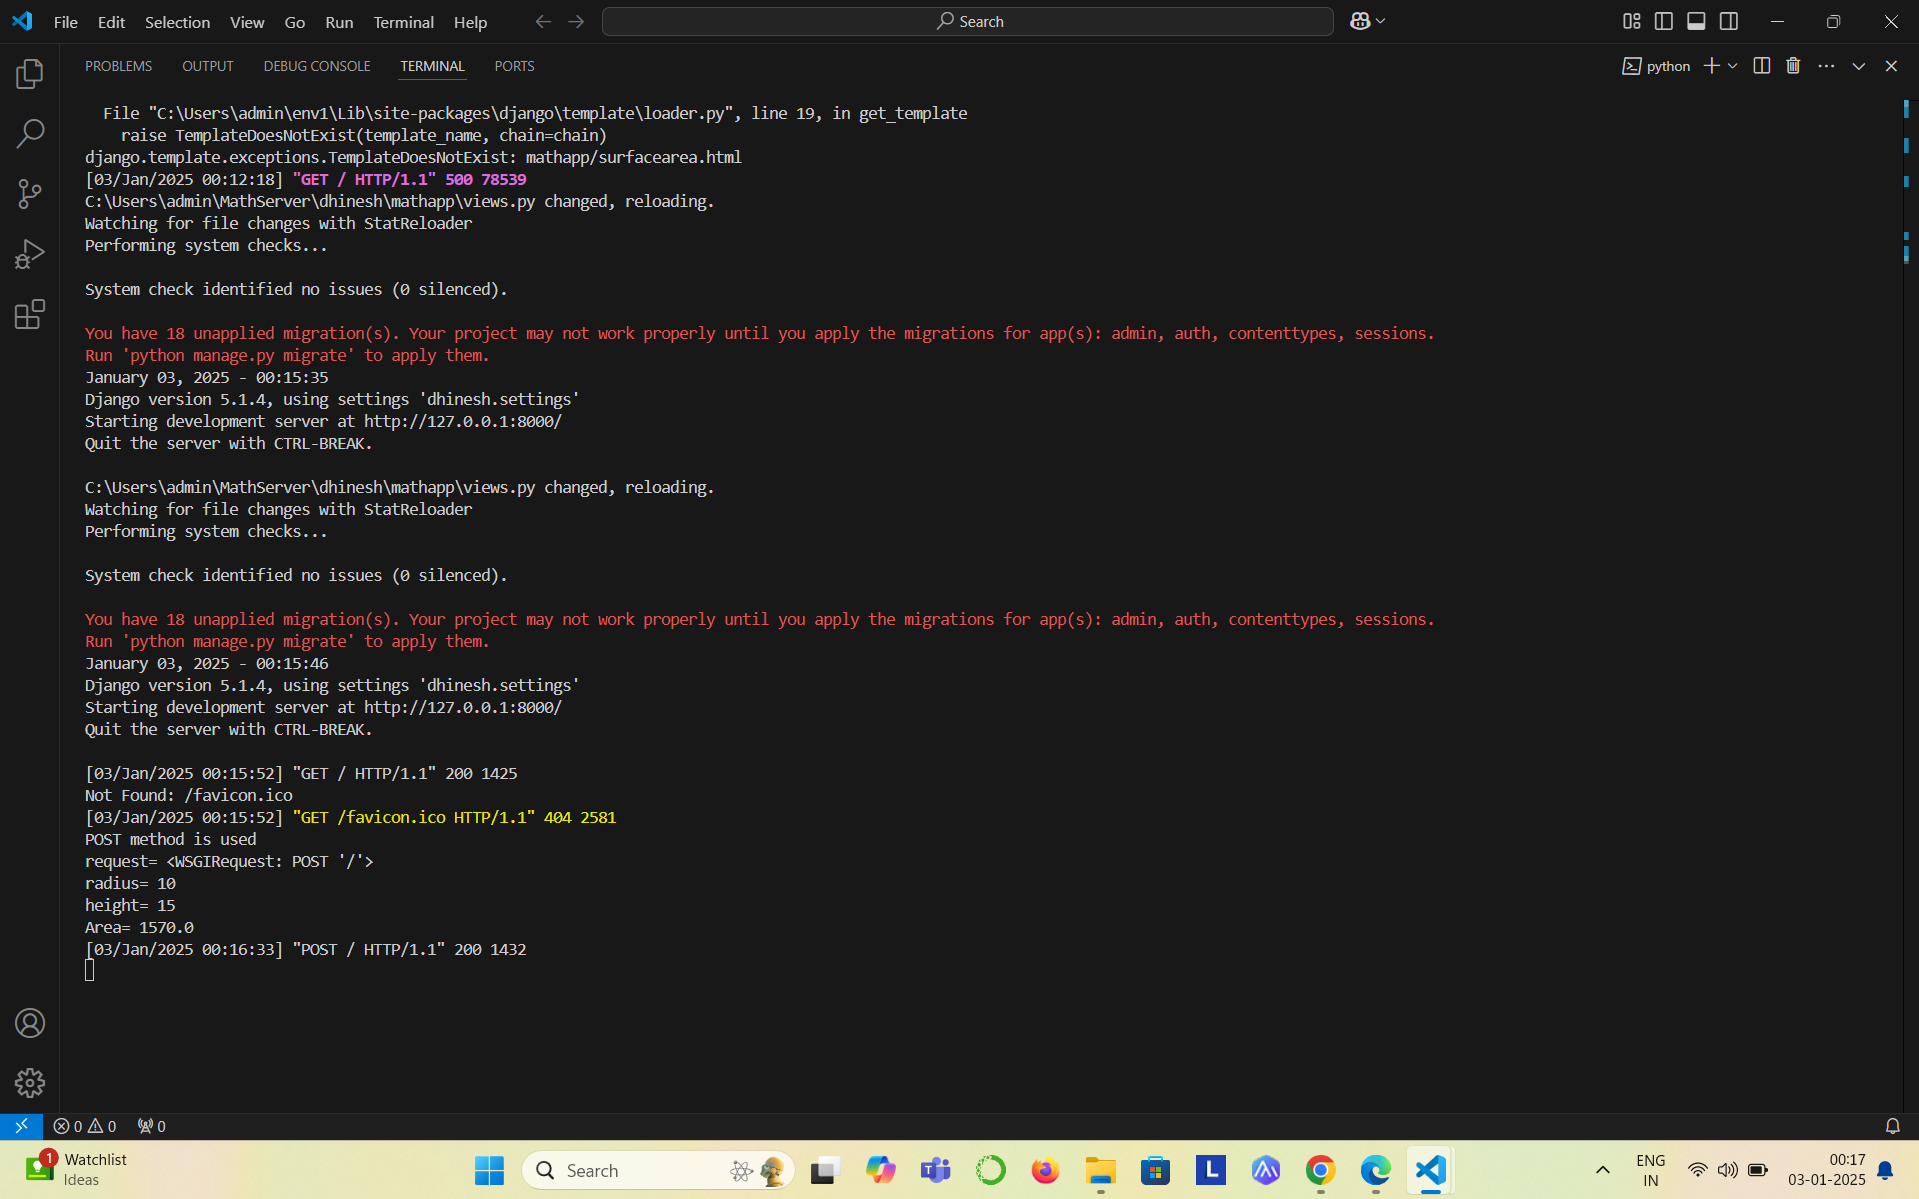 File Edit Selection View Go Run Terminal Help
Search
PROBLEMS OUTPUT DEBUG CONSOLE TERMINAL PORTS
python
File "C:\Users\admin\env1\Lib\site-packages\django\template\loader.py", line 19, in get_template
raise TemplateDoesNotExist(template_name, chain=chain)
django.template.exceptions.TemplateDoesNotExist: mathapp/surfacearea.html
[03/Jan/2025 00:12:18] "GET / HTTP/1.1" 500 78539
C:\Users\admin\MathServer\dhinesh\mathapp\views.py changed, reloading.
Watching for file changes with StatReloader
Performing system checks...
System check identified no issues (0 silenced).
You have 18 unapplied migration(s). Your project may not work properly until you apply the migrations for app(s): admin, auth, contenttypes, sessions.
Run 'python manage.py migrate' to apply them.
January 03, 2025 - 00:15:35
Django version 5.1.4, using settings 'dhinesh.settings'
Starting development server at http://127.0.0.1:8000/
Quit the server with CTRL-BREAK.
C:\Users\admin\MathServer\dhinesh\mathapp\views.py changed, reloading.
Watching for file changes with StatReloader
Performing system checks...
System check identified no issues (0 silenced).
You have 18 unapplied migration(s). Your project may not work properly until you apply the migrations for app(s): admin, auth, contenttypes, sessions.
Run 'python manage.py migrate' to apply them.
January 03, 2025 - 00:15:46
Django version 5.1.4, using settings 'dhinesh.settings'
Starting development server at http://127.0.0.1:8000/
Quit the server with CTRL-BREAK.
[03/Jan/2025 00:15:52] "GET / HTTP/1.1" 200 1425
Not Found: /favicon.ico
[03/Jan/2025 00:15:52] "GET /favicon.ico HTTP/1.1" 404 2581
POST method is used
request= <WSGIRequest: POST '/'>
radius= 10
height= 15
Area= 1570.0
[03/Jan/2025 00:16:33] "POST / HTTP/1.1" 200 1432
0 0 0
1
Watchlist
Ideas
Search
L
ENG
IN
00:17
03-01-2025